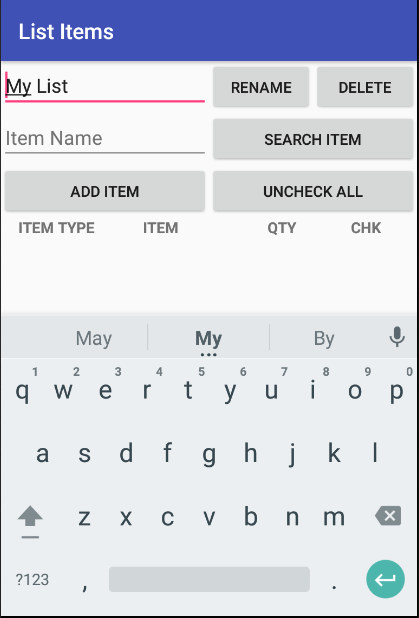 List Items
My List RENAME DELETE
Item Name SEARCH ITEM
ADD ITEM UNCHECK ALL
ITEM TYPE ITEM QTY CHK
May My By
1 2 3 4 5 6 7 8 9 0
q w e r t y u i o p
a s d f g h j k l
z x c v b n m
?123 , .